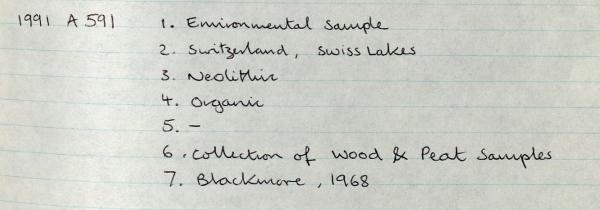 1991 A 591 1. Environmental Sample
2. Switzerland, Swiss Lakes
3. Neolithic
4. Organic
5. -
6. Collection of Wood & Peat Samples
7. Blackmore, 1968